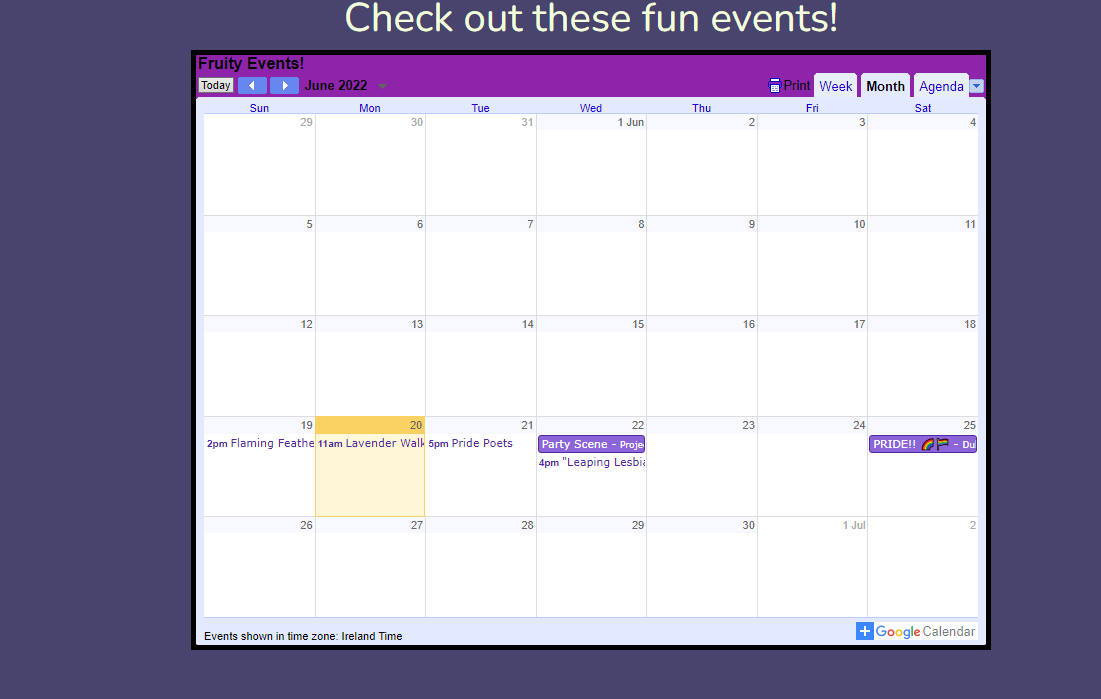 Check out these fun events!
Fruity Events!
Today June 2022 Print Week Month Agenda
Sun Mon Tue Wed Thu Fri Sat
29 30 31 1 Jun 2 3 4
5 6 7 8 9 10 11
12 13 14 15 16 17 18
19 20 21 22 23 24 25
2pm Flaming Feathe 11am Lavender Walk 5pm Pride Poets Party Scene - Proje PRIDE!! 🌈🏴 - Du
4pm "Leaping Lesbia
26 27 28 29 30 1 Jul 2
Events shown in time zone: Ireland Time
Google Calendar